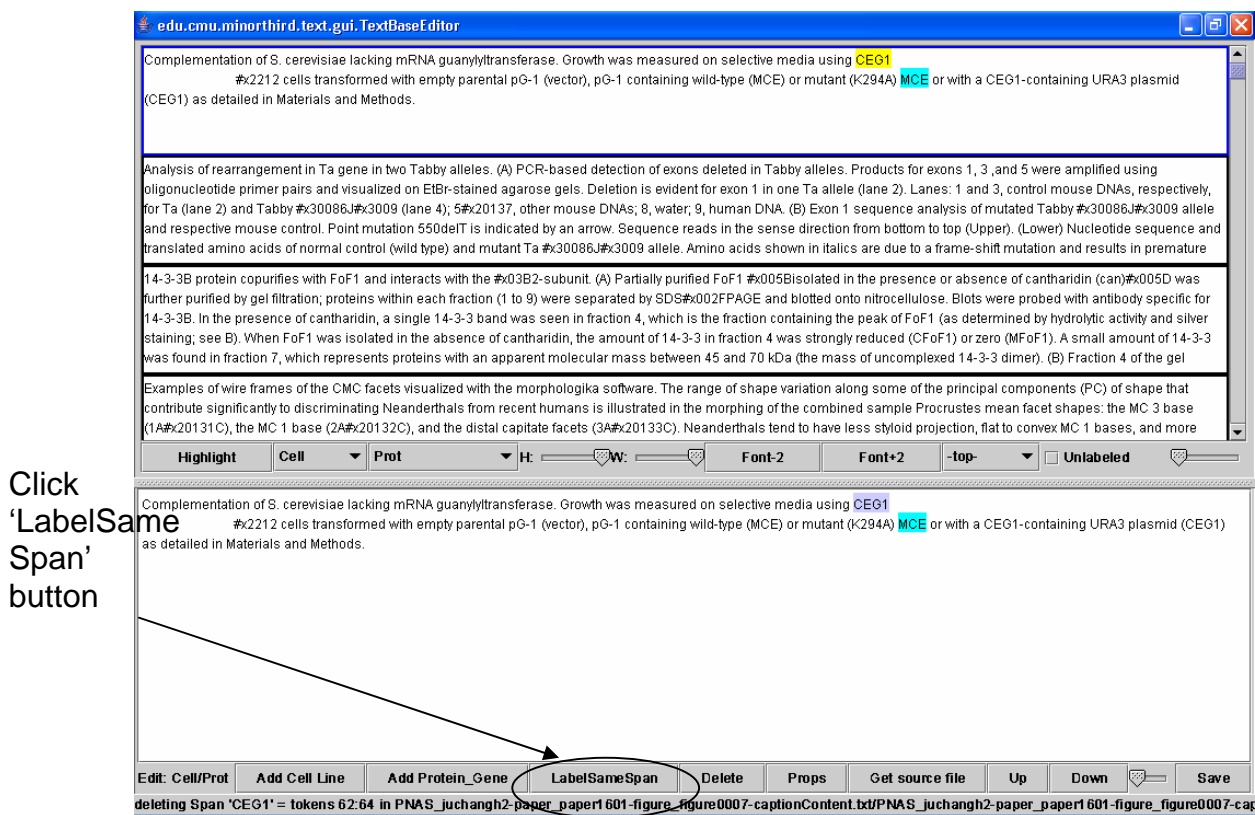 edu.cmu.minorthird.text.gui.TextBaseEditor
Complementation of S. cerevisiae lacking mRNA guanylyltransferase. Growth was measured on selective media using CEG1
#x2212 cells transformed with empty parental pG-1 (vector), pG-1 containing wild-type (MCE) or mutant (K294A) MCE or with a CEG1-containing URA3 plasmid
(CEG1) as detailed in Materials and Methods.
Analysis of rearrangement in Ta gene in two Tabby alleles. (A) PCR-based detection of exons deleted in Tabby alleles. Products for exons 1, 3 ,and 5 were amplified using
oligonucleotide primer pairs and visualized on EtBr-stained agarose gels. Deletion is evident for exon 1 in one Ta allele (lane 2). Lanes: 1 and 3, control mouse DNAs, respectively,
for Ta (lane 2) and Tabby #x30086J#x3009 (lane 4); 5#x20137, other mouse DNAs; 8, water; 9, human DNA. (B) Exon 1 sequence analysis of mutated Tabby #x30086J#x3009 allele
and respective mouse control. Point mutation 550delT is indicated by an arrow. Sequence reads in the sense direction from bottom to top (Upper). (Lower) Nucleotide sequence and
translated amino acids of normal control (wild type) and mutant Ta #x30086J#x3009 allele. Amino acids shown in italics are due to a frame-shift mutation and results in premature
14-3-3B protein copurifies with FoF1 and interacts with the #x03B2-subunit. (A) Partially purified FoF1 #x005Bisolated in the presence or absence of cantharidin (can)#x005D was
further purified by gel filtration; proteins within each fraction (1 to 9) were separated by SDS#x002FPAGE and blotted onto nitrocellulose. Blots were probed with antibody specific for
14-3-3B. In the presence of cantharidin, a single 14-3-3 band was seen in fraction 4, which is the fraction containing the peak of FoF1 (as determined by hydrolytic activity and silver
staining; see B). When FoF1 was isolated in the absence of cantharidin, the amount of 14-3-3 in fraction 4 was strongly reduced (CFoF1) or zero (MFoF1). A small amount of 14-3-3
was found in fraction 7, which represents proteins with an apparent molecular mass between 45 and 70 kDa (the mass of uncomplexed 14-3-3 dimer). (B) Fraction 4 of the gel
Examples of wire frames of the CMC facets visualized with the morphologika software. The range of shape variation along some of the principal components (PC) of shape that
contribute significantly to discriminating Neanderthals from recent humans is illustrated in the morphing of the combined sample Procrustes mean facet shapes: the MC 3 base
(1A#x20131C), the MC 1 base (2A#x20132C), and the distal capitate facets (3A#x20133C). Neanderthals tend to have less styloid projection, flat to convex MC 1 bases, and more
Highlight Cell Prot H: W: Font-2 Font+2 -top- Unlabeled
Click
‘LabelSame
Span’
button
Complementation of S. cerevisiae lacking mRNA guanylyltransferase. Growth was measured on selective media using CEG1
#x2212 cells transformed with empty parental pG-1 (vector), pG-1 containing wild-type (MCE) or mutant (K294A) MCE or with a CEG1-containing URA3 plasmid (CEG1)
as detailed in Materials and Methods.
Edit: Cell/Prot Add Cell Line Add Protein_Gene LabelSameSpan Delete Props Get source file Up Down Save
deleting Span 'CEG1' = tokens 62:64 in PNAS_juchangh2-paper_paper1601-figure_figure0007-captionContent.txt/PNAS_juchangh2-paper_paper1601-figure_figure0007-cap